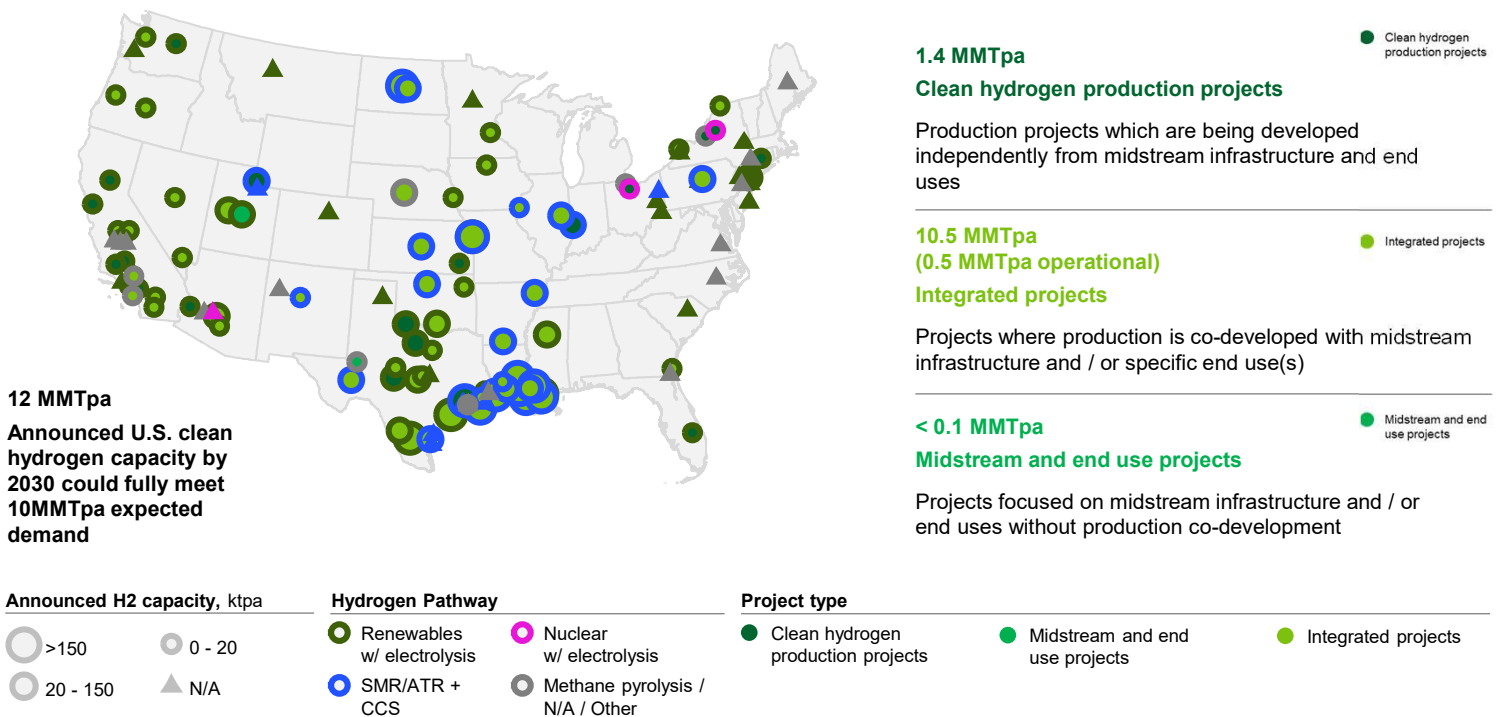 12 MMTpa
Announced U.S. clean
hydrogen capacity by
2030 could fully meet
10MMTpa expected
demand
1.4 MMTpa
Clean hydrogen production projects
Production projects which are being developed
independently from midstream infrastructure and end
uses
Clean hydrogen
production projects
10.5 MMTpa
(0.5 MMTpa operational)
Integrated projects
Projects where production is co-developed with midstream
infrastructure and / or specific end use(s)
Integrated projects
< 0.1 MMTpa
Midstream and end use projects
Projects focused on midstream infrastructure and / or
end uses without production co-development
Midstream and end
use projects
Announced H2 capacity, ktpa
>150
0 - 20
20 - 150
N/A
Hydrogen Pathway
Renewables
w/ electrolysis
Nuclear
w/ electrolysis
SMR/ATR +
CCS
Methane pyrolysis /
N/A / Other
Project type
Clean hydrogen
production projects
Midstream and end
use projects
Integrated projects